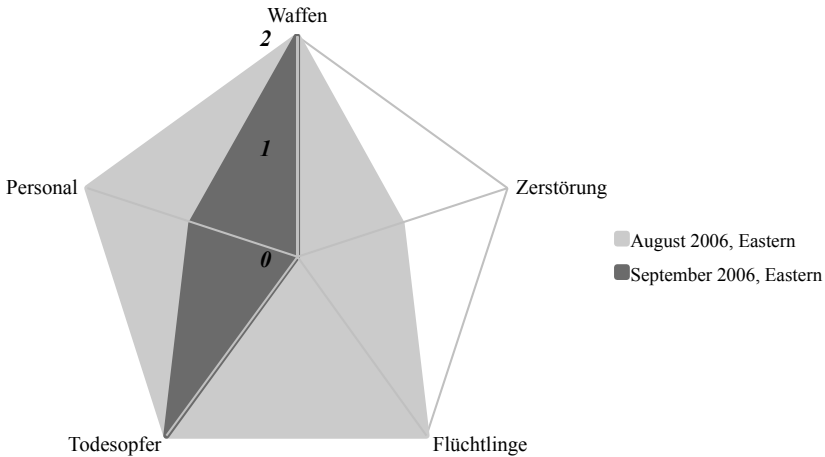 Waffen
2
1
Personal
Zerstörung
August 2006, Eastern
0
September 2006, Eastern
Todesopfer
Flüchtlinge